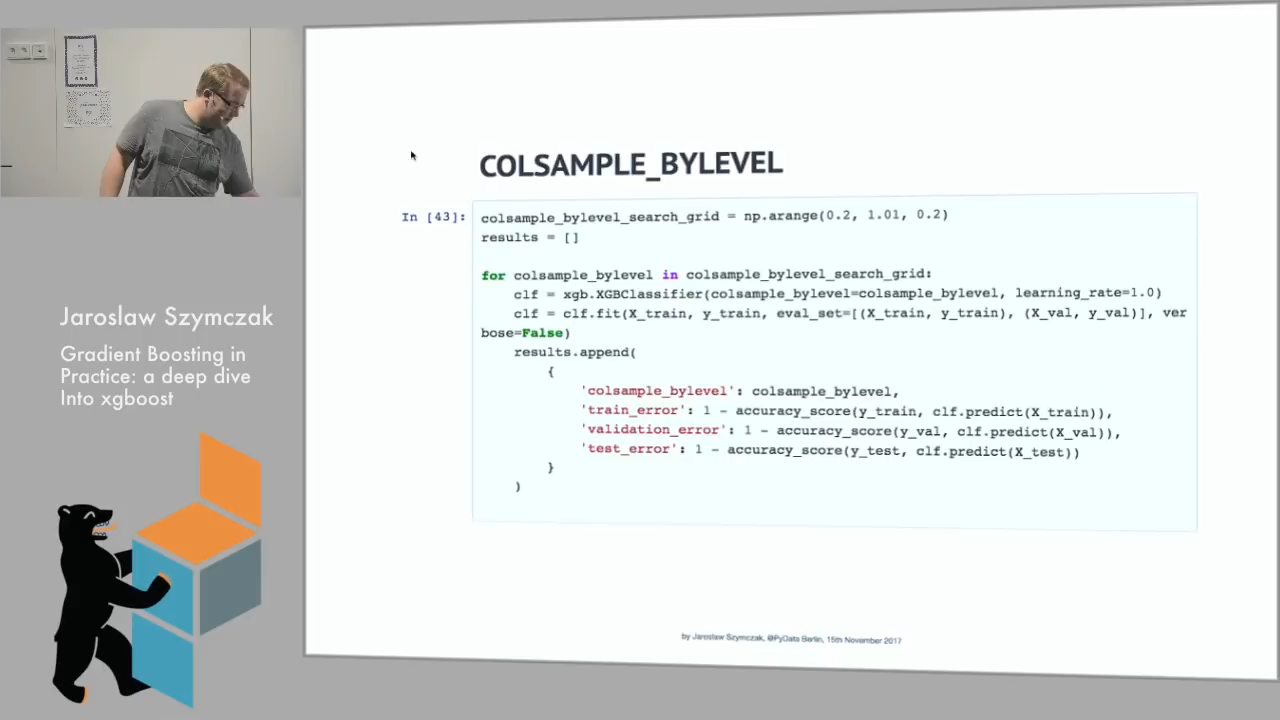 COLSAMPLE_BYLEVEL
In [43]:
colsample_bylevel_search_grid = np.arange(0.2, 1.01, 0.2)
results = []
for colsample_bylevel in colsample_bylevel_search_grid:
clf = xgb.XGBClassifier(colsample_bylevel=colsample_bylevel, learning_rate=1.0)
clf = clf.fit(X_train, y_train, eval_set=[(X_train, y_train), (X_val, y_val)], ver
bose=False)
results.append(
{
'colsample_bylevel': colsample_bylevel,
'train_error': 1 - accuracy_score(y_train, clf.predict(X_train)),
'validation_error': 1 - accuracy_score(y_val, clf.predict(X_val)),
'test_error': 1 - accuracy_score(y_test, clf.predict(X_test))
}
)
by Jaroslaw Szymczak, @PyData Berlin, 15th November 2017
Jaroslaw Szymczak
Gradient Boosting in
Practice: a deep dive
Into xgboost